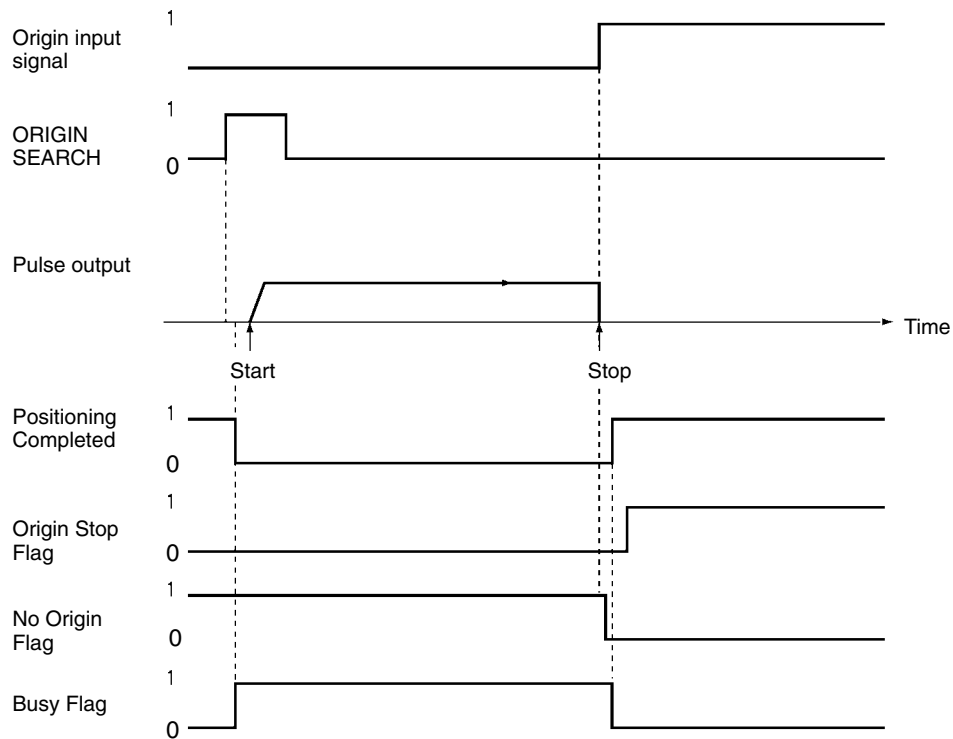 1
Origin input
signal
1
ORIGIN
SEARCH
0
Pulse output
Time
Start
Stop
1
Positioning
Completed
0
1
Origin Stop
Flag
0
1
No Origin
Flag
0
1
Busy Flag
0